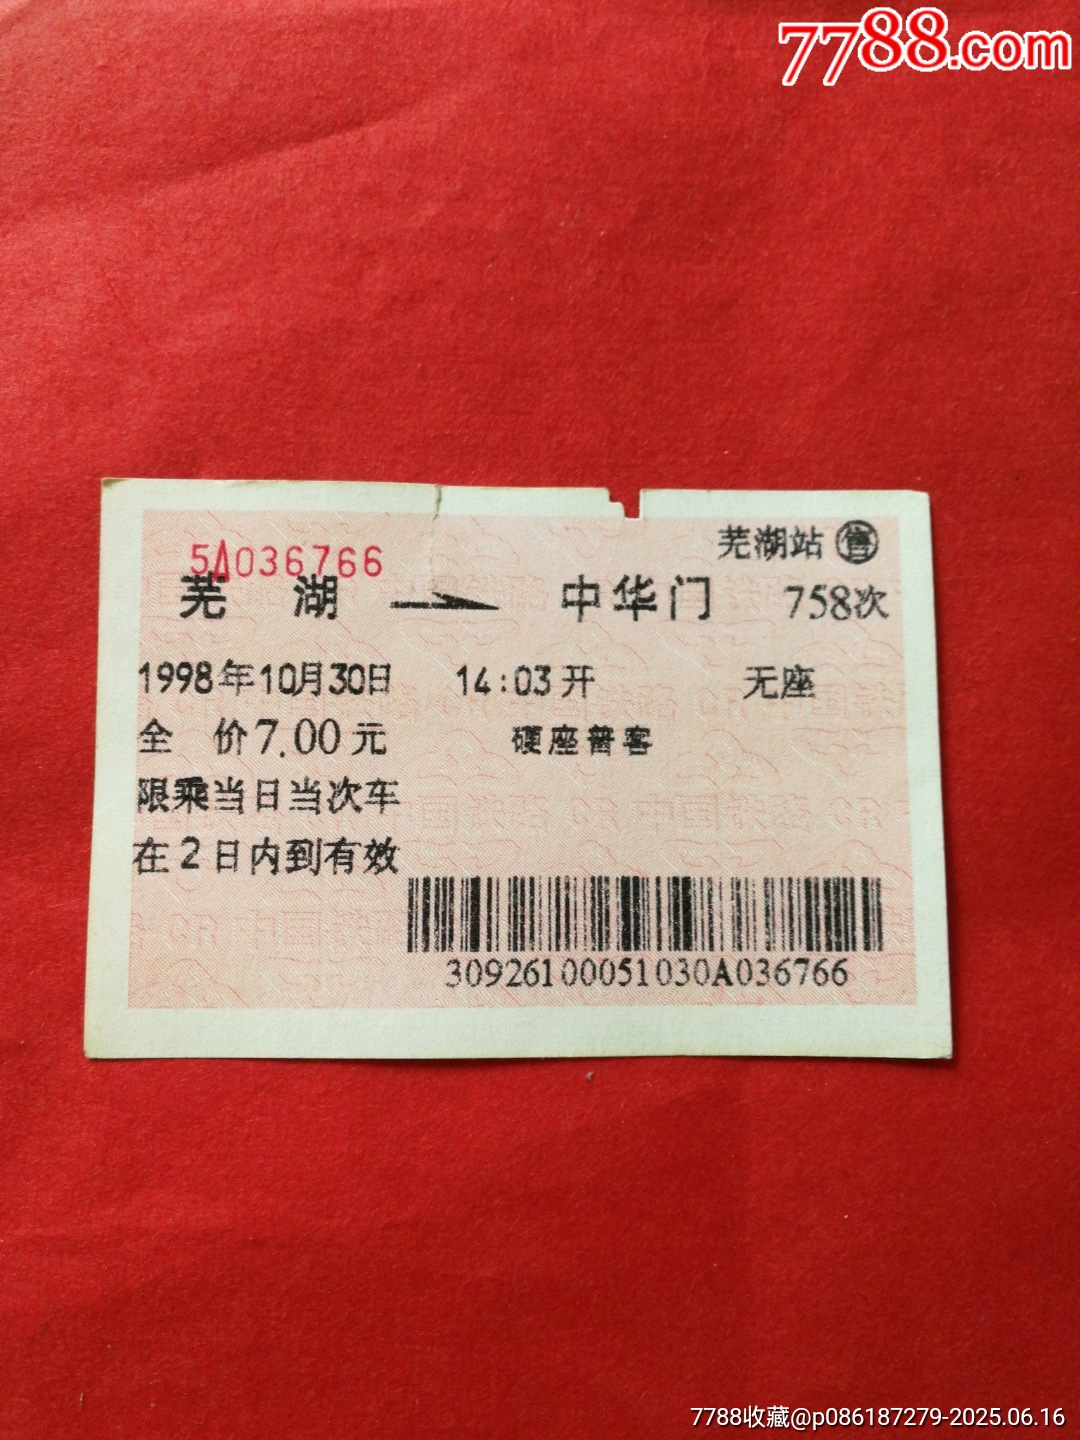 7788.com
芜湖站 售
5A036766
芜 湖 中华门 758次
1998年10月30日 14:03开 无座
全 价7.00元 硬座普客
限乘当日当次车
在2日内到有效
30926100051030A036766
7788收藏@p086187279-2025.06.16